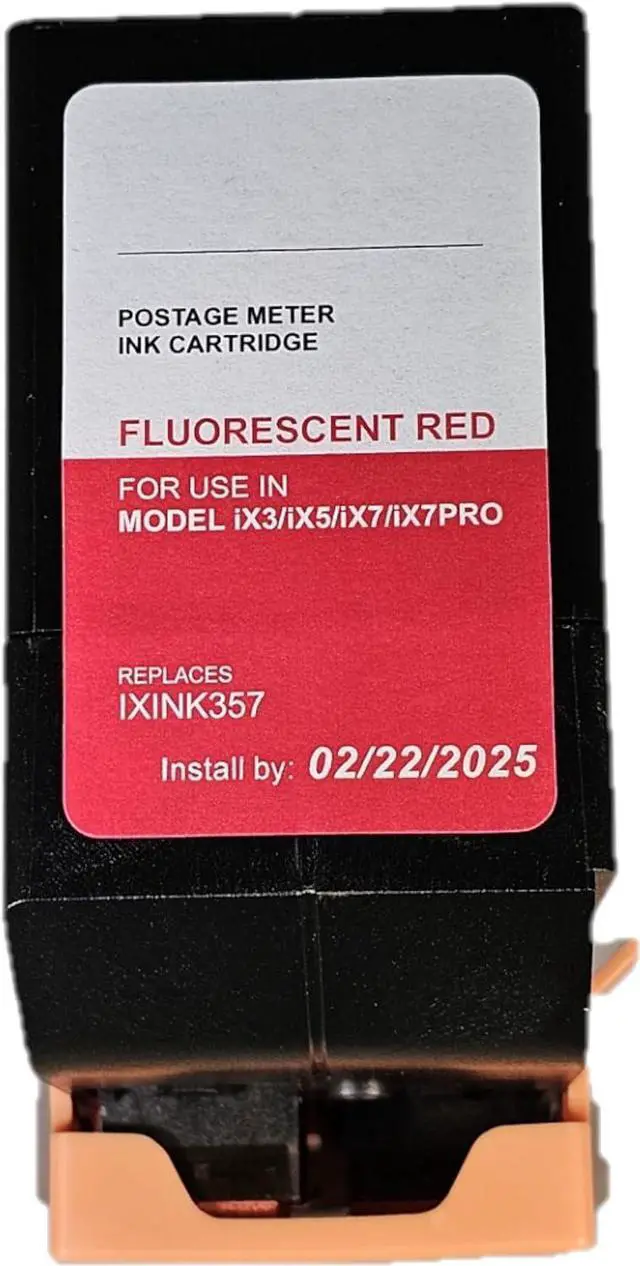 POSTAGE METER
INK CARTRIDGE
FLUORESCENT RED
FOR USE IN
MODEL iX3/iX5/iX7/iX7PRO
REPLACES
IXINK357
Install by: 02/22/2025